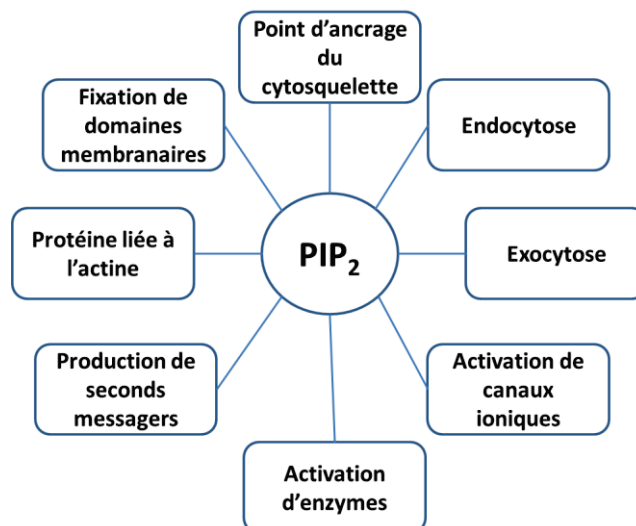 Point d’ancrage
du
cytosquelette
Fixation de
domaines
membranaires
Endocytose
Protéine liée à
l’actine
PIP₂
Exocytose
Production de
seconds
messagers
Activation de
canaux
ioniques
Activation
d’enzymes